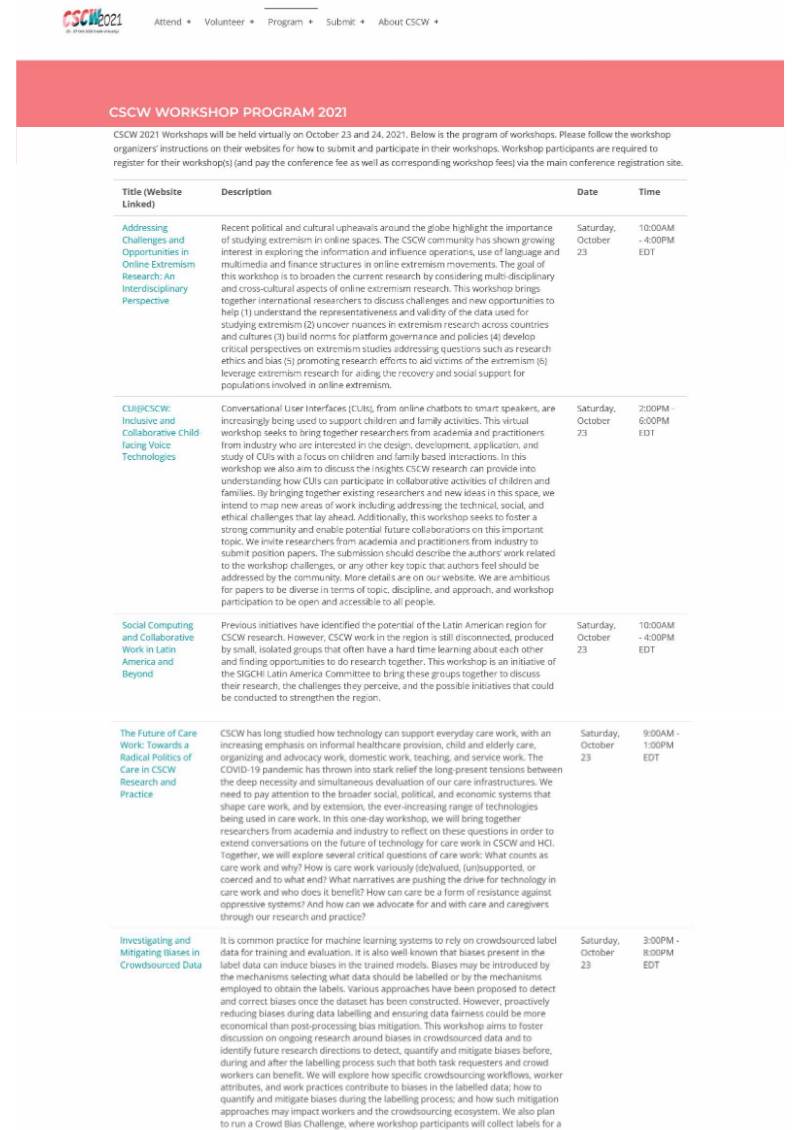 CSCW2021
Attend +
Volunteer +
Program +
Submit +
About CSCW +
CSCW WORKSHOP PROGRAM 2021
CSCW 2021 Workshops will be held virtually on October 23 and 24, 2021. Below is the program of workshops. Please follow the workshop
organizers' instructions on their websites for how to submit and participate in their workshops. Workshop participants are required to
register for their workshop(s) (and pay the conference fee as well as corresponding workshop fees) via the main conference registration site.
Title (Website
Linked)
Description
Date
Time
Addressing
Challenges and
Opportunities in
Online Extremism
Research: An
Interdisciplinary
Perspective
Recent political and cultural upheavals around the globe highlight the importance
of studying extremism in online spaces. The CSCW community has shown growing
interest in exploring the information and influence operations, use of language and
multimedia and finance structures in online extremism movements. The goal of
this workshop is to broaden the current research by considering multi-disciplinary
and cross-cultural aspects of online extremism research. This workshop brings
together international researchers to discuss challenges and new opportunities to
help (1) understand the representativeness and validity of the data used for
studying extremism (2) uncover nuances in extremism research across countries
and cultures (3) build norms for platform governance and policies (4) develop
critical perspectives on extremism studies addressing questions such as research
ethics and bias (5) promoting research efforts to aid victims of the extremism (6)
leverage extremism research for aiding the recovery and social support for
populations involved in online extremism.
Saturday,
October
23
10:00AM
- 4:00PM
EDT
CUI@CSCW:
Inclusive and
Collaborative Child-
facing Voice
Technologies
Conversational User Interfaces (CUIs), from online chatbots to smart speakers, are
increasingly being used to support children and family activities. This virtual
workshop seeks to bring together researchers from academia and practitioners
from industry who are interested in the design, development, application, and
study of CUIs with a focus on children and family based interactions. In this
workshop we also aim to discuss the insights CSCW research can provide into
understanding how CUIs can participate in collaborative activities of children and
families. By bringing together existing researchers and new ideas in this space, we
intend to map new areas of work including addressing the technical, social, and
ethical challenges that lay ahead. Additionally, this workshop seeks to foster a
strong community and enable potential future collaborations on this important
topic. We invite researchers from academia and practitioners from industry to
submit position papers. The submission should describe the authors' work related
to the workshop challenges, or any other key topic that authors feel should be
addressed by the community. More details are on our website. We are ambitious
for papers to be diverse in terms of topic, discipline, and approach, and workshop
participation to be open and accessible to all people.
Saturday,
October
23
2:00PM -
6:00PM
EDT
Social Computing
and Collaborative
Work in Latin
America and
Beyond
Previous initiatives have identified the potential of the Latin American region for
CSCW research. However, CSCW work in the region is still disconnected, produced
by small, isolated groups that often have a hard time learning about each other
and finding opportunities to do research together. This workshop is an initiative of
the SIGCHI Latin America Committee to bring these groups together to discuss
their research, the challenges they perceive, and the possible initiatives that could
be conducted to strengthen the region.
Saturday,
October
23
10:00AM
- 4:00PM
EDT
The Future of Care
Work: Towards a
Radical Politics of
Care in CSCW
Research and
Practice
CSCW has long studied how technology can support everyday care work, with an
increasing emphasis on informal healthcare provision, child and elderly care,
organizing and advocacy work, domestic work, teaching, and service work. The
COVID-19 pandemic has thrown into stark relief the long-present tensions between
the deep necessity and simultaneous devaluation of our care infrastructures. We
need to pay attention to the broader social, political, and economic systems that
shape care work, and by extension, the ever-increasing range of technologies
being used in care work. In this one-day workshop, we will bring together
researchers from academia and industry to reflect on these questions in order to
extend conversations on the future of technology for care work in CSCW and HCI.
Together, we will explore several critical questions of care work: What counts as
care work and why? How is care work variously (de)valued, (un)supported, or
coerced and to what end? What narratives are pushing the drive for technology in
care work and who does it benefit? How can care be a form of resistance against
oppressive systems? And how can we advocate for and with care and caregivers
through our research and practice?
Saturday,
October
23
9:00AM -
1:00PM
EDT
Investigating and
Mitigating Biases in
Crowdsourced Data
It is common practice for machine learning systems to rely on crowdsourced label
data for training and evaluation. It is also well-known that biases present in the
label data can induce biases in the trained models. Biases may be introduced by
the mechanisms selecting what data should be labelled or by the mechanisms
employed to obtain the labels. Various approaches have been proposed to detect
and correct biases once the dataset has been constructed. However, proactively
reducing biases during data labelling and ensuring data fairness could be more
economical than post-processing bias mitigation. This workshop aims to foster
discussion on ongoing research around biases in crowdsourced data and to
identify future research directions to detect, quantify and mitigate biases before,
during and after the labelling process such that both task requesters and crowd
workers can benefit. We will explore how specific crowdsourcing workflows, worker
attributes, and work practices contribute to biases in the labelled data; how to
quantify and mitigate biases during the labelling process; and how such mitigation
approaches may impact workers and the crowdsourcing ecosystem. We also plan
to run a Crowd Bias Challenge, where workshop participants will collect labels for a
Saturday,
October
23
3:00PM -
8:00PM
EDT